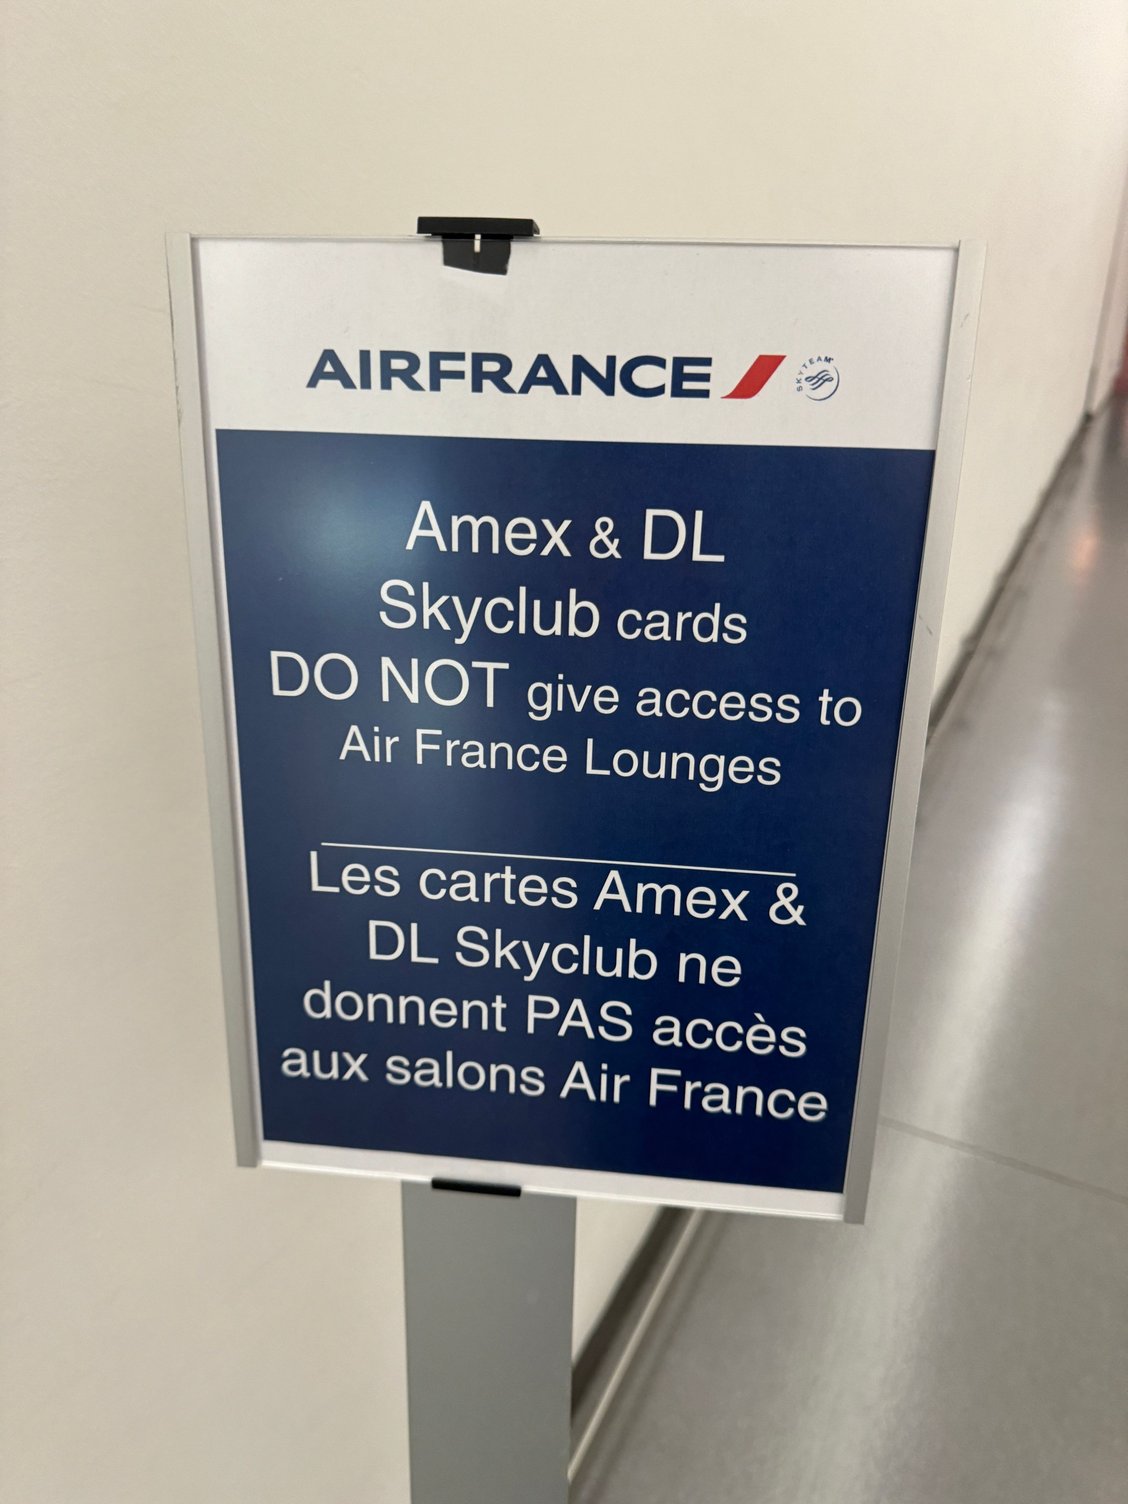 AIRFRANCE SKYTEAM
Amex & DL
Skyclub cards
DO NOT give access to
Air France Lounges
Les cartes Amex &
DL Skyclub ne
donnent PAS accès
aux salons Air France